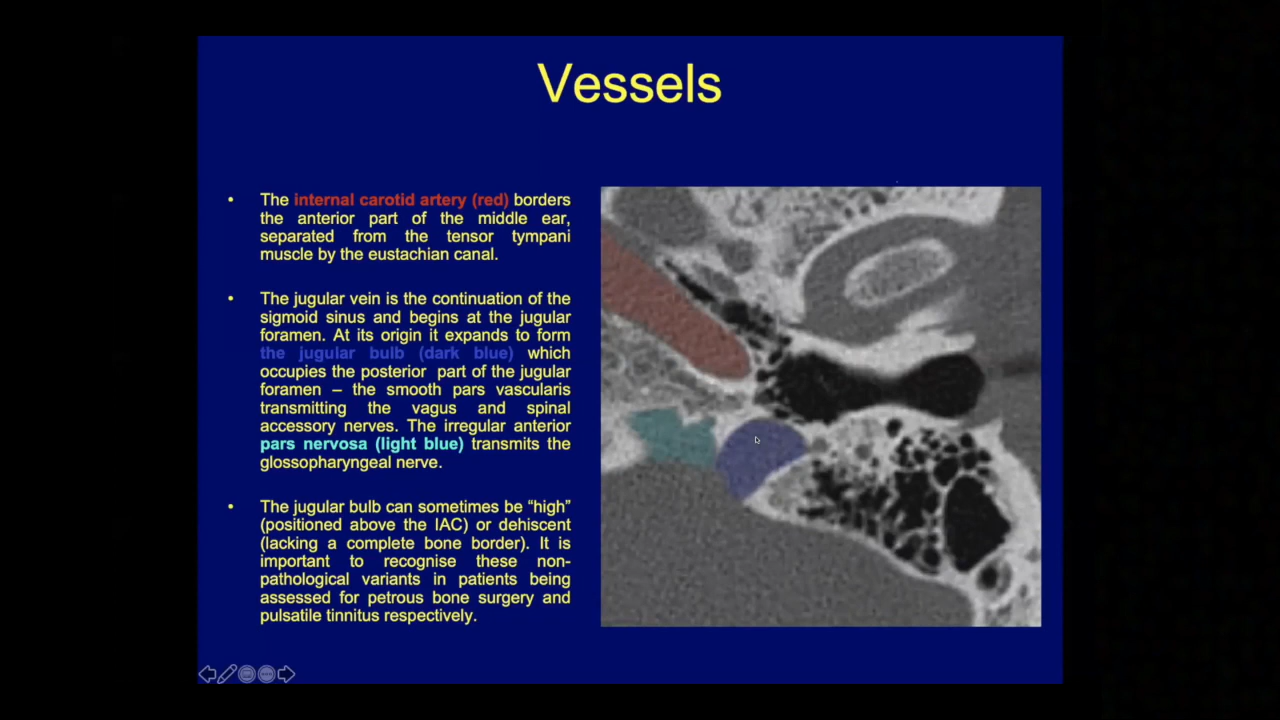 Vessels
• The internal carotid artery (red) borders
the anterior part of the middle ear,
separated from the tensor tympani
muscle by the eustachian canal.
• The jugular vein is the continuation of the
sigmoid sinus and begins at the jugular
foramen. At its origin it expands to form
the jugular bulb (dark blue) which
occupies the posterior part of the jugular
foramen – the smooth pars vascularis
transmitting the vagus and spinal
accessory nerves. The irregular anterior
pars nervosa (light blue) transmits the
glossopharyngeal nerve.
• The jugular bulb can sometimes be “high”
(positioned above the IAC) or dehiscent
(lacking a complete bone border). It is
important to recognise these non-
pathological variants in patients being
assessed for petrous bone surgery and
pulsatile tinnitus respectively.